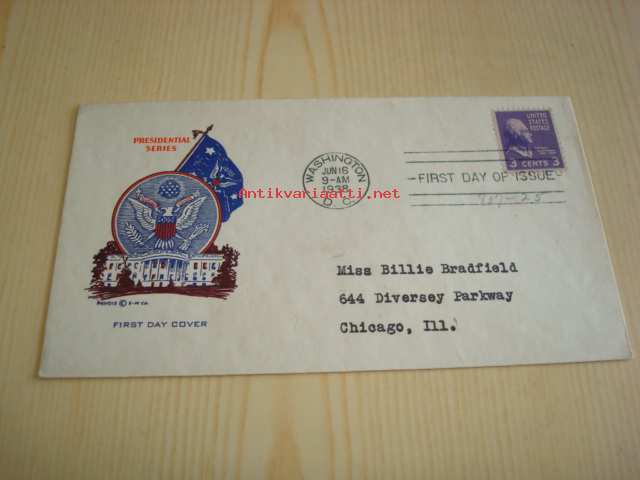 PRESIDENTIAL
SERIES
FIRST DAY COVER
WASHINGTON
JUN 16
9-AM
1938
D. C.
FIRST DAY OF ISSUE
UNITED
STATES
POSTAGE
3 CENTS 3
Antikvariaatti.net
Miss Billie Bradfield
644 Diversey Parkway
Chicago, Ill.